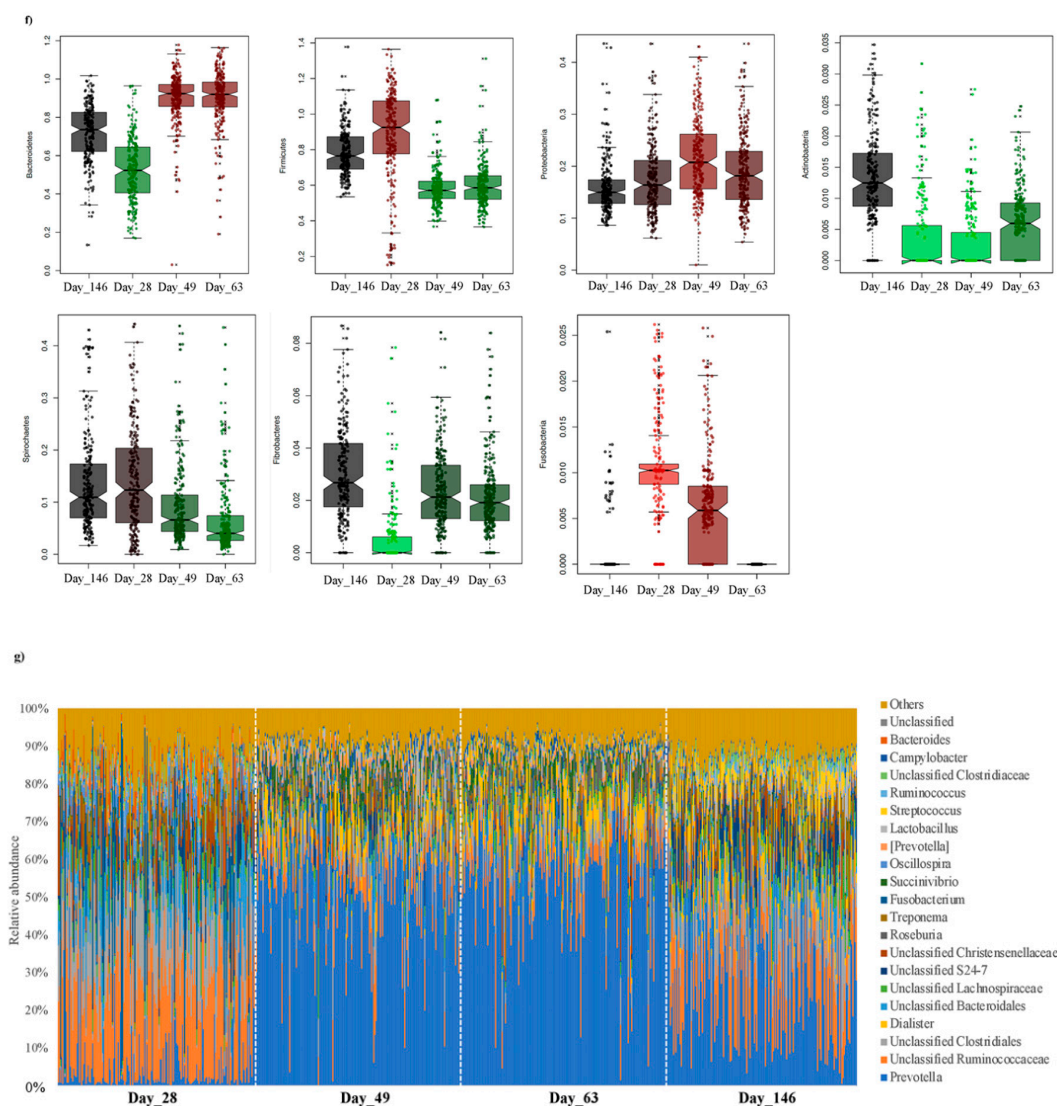 f)
Bacteroidetes
0.0 0.2 0.4 0.6 0.8 1.0 1.2
Day_146 Day_28 Day_49 Day_63
Firmicutes
0.2 0.4 0.6 0.8 1.0 1.2 1.4
Day_146 Day_28 Day_49 Day_63
Proteobacteria
0.0 0.1 0.2 0.3 0.4
Day_146 Day_28 Day_49 Day_63
Actinobacteria
0.000 0.005 0.010 0.015 0.020 0.025 0.030 0.035
Day_146 Day_28 Day_49 Day_63
Spirochaetes
0.0 0.1 0.2 0.3 0.4
Day_146 Day_28 Day_49 Day_63
Fibrobacteres
0.00 0.02 0.04 0.06 0.08
Day_146 Day_28 Day_49 Day_63
Fusobacteria
0.000 0.005 0.010 0.015 0.020 0.025
Day_146 Day_28 Day_49 Day_63
g)
Relative abundance
100%
90%
80%
70%
60%
50%
40%
30%
20%
10%
0%
Day_28 Day_49 Day_63 Day_146
Others
Unclassified
Bacteroides
Campylobacter
Unclassified Clostridiaceae
Ruminococcus
Streptococcus
Lactobacillus
[Prevotella]
Oscillospira
Succinivibrio
Fusobacterium
Treponema
Roseburia
Unclassified Christensenellaceae
Unclassified S24-7
Unclassified Lachnospiraceae
Unclassified Bacteroidales
Dialister
Unclassified Clostridiales
Unclassified Ruminococcaceae
Prevotella